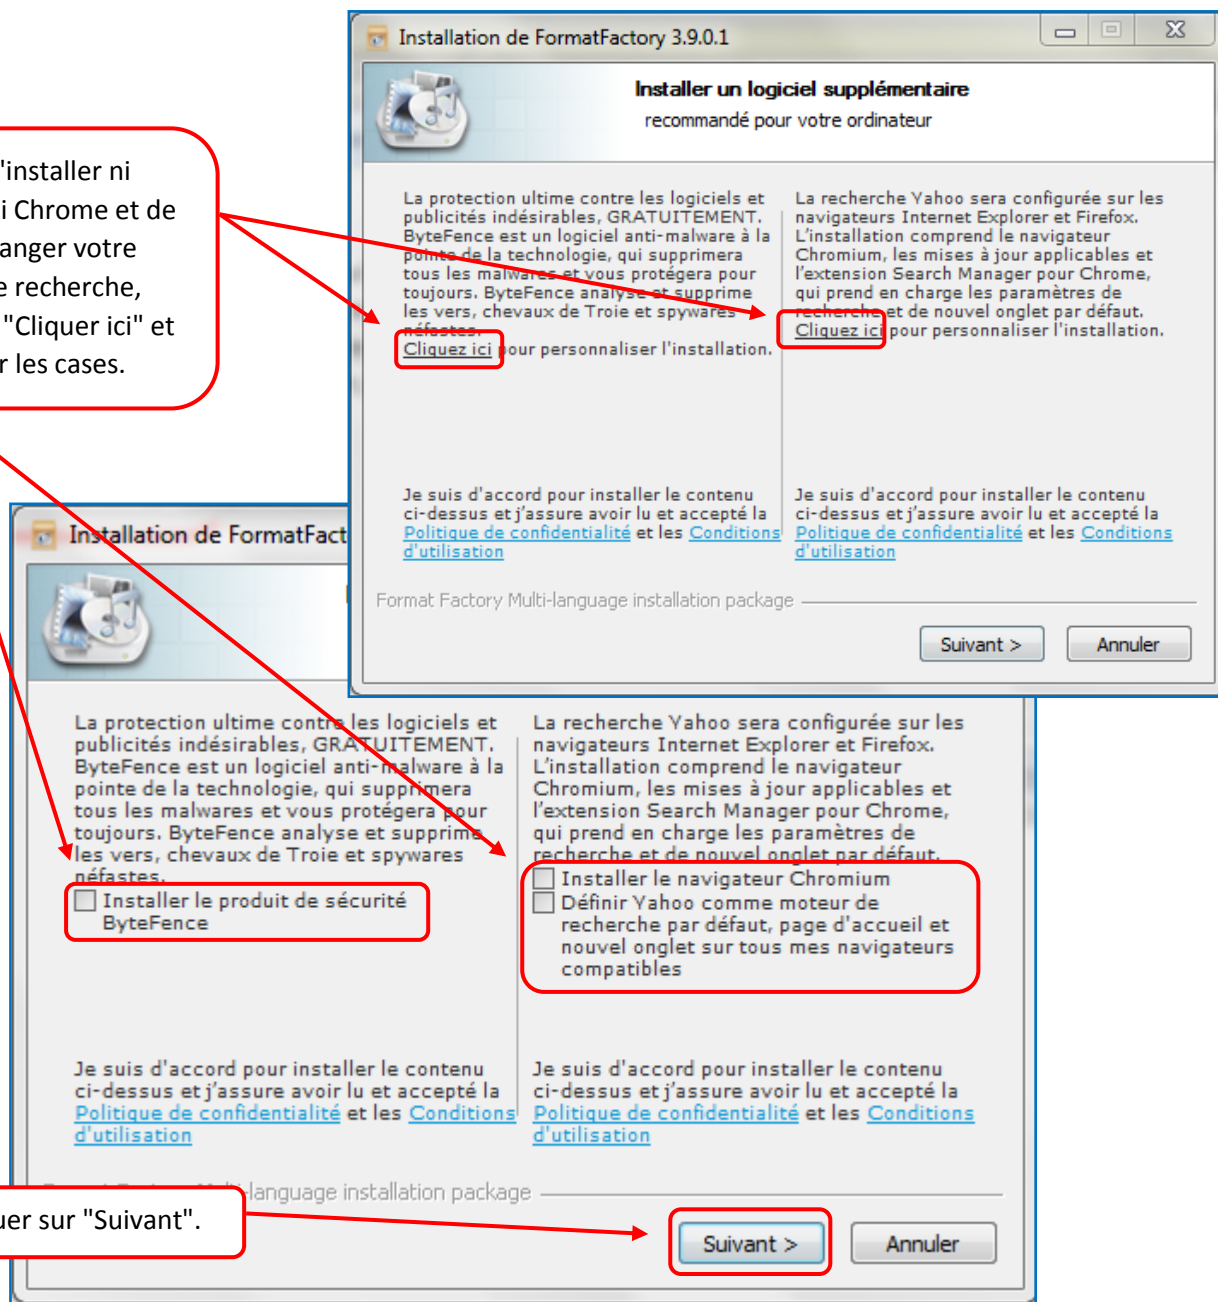 Installation de FormatFactory 3.9.0.1
Installer un logiciel supplémentaire
recommandé pour votre ordinateur
'installer ni
i Chrome et de
anger votre
e recherche,
"Cliquer ici" et
r les cases.
La protection ultime contre les logiciels et
publicités indésirables, GRATUITEMENT.
ByteFence est un logiciel anti-malware à la
pointe de la technologie, qui supprimera
tous les malwares et vous protégera pour
toujours. ByteFence analyse et supprime
les vers, chevaux de Troie et spywares
néfastes.
Cliquez ici pour personnaliser l'installation.
La recherche Yahoo sera configurée sur les
navigateurs Internet Explorer et Firefox.
L’installation comprend le navigateur
Chromium, les mises à jour applicables et
l’extension Search Manager pour Chrome,
qui prend en charge les paramètres de
recherche et de nouvel onglet par défaut.
Cliquez ici pour personnaliser l'installation.
Je suis d'accord pour installer le contenu
ci-dessus et j’assure avoir lu et accepté la
Politique de confidentialité et les Conditions
d'utilisation
Je suis d'accord pour installer le contenu
ci-dessus et j’assure avoir lu et accepté la
Politique de confidentialité et les Conditions
d'utilisation
Format Factory Multi-language installation package
Suivant >
Annuler
Installation de FormatFact
La protection ultime contre les logiciels et
publicités indésirables, GRATUITEMENT.
ByteFence est un logiciel anti-malware à la
pointe de la technologie, qui supprimera
tous les malwares et vous protégera pour
toujours. ByteFence analyse et supprime
les vers, chevaux de Troie et spywares
néfastes.
Installer le produit de sécurité
ByteFence
La recherche Yahoo sera configurée sur les
navigateurs Internet Explorer et Firefox.
L’installation comprend le navigateur
Chromium, les mises à jour applicables et
l’extension Search Manager pour Chrome,
qui prend en charge les paramètres de
recherche et de nouvel onglet par défaut.
Installer le navigateur Chromium
Définir Yahoo comme moteur de
recherche par défaut, page d'accueil et
nouvel onglet sur tous mes navigateurs
compatibles
Je suis d'accord pour installer le contenu
ci-dessus et j’assure avoir lu et accepté la
Politique de confidentialité et les Conditions
d'utilisation
Je suis d'accord pour installer le contenu
ci-dessus et j’assure avoir lu et accepté la
Politique de confidentialité et les Conditions
d'utilisation
-language installation package
uer sur "Suivant".
Suivant >
Annuler